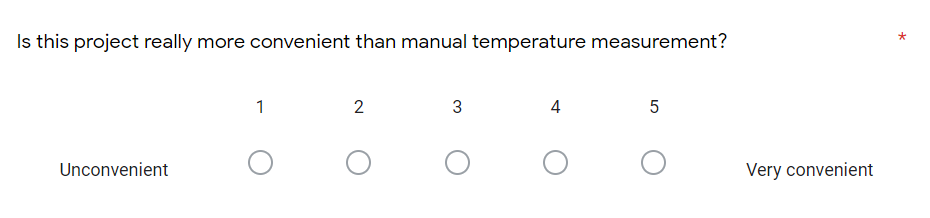 Is this project really more convenient than manual temperature measurement? *
1 2 3 4 5
Unconvenient Very convenient